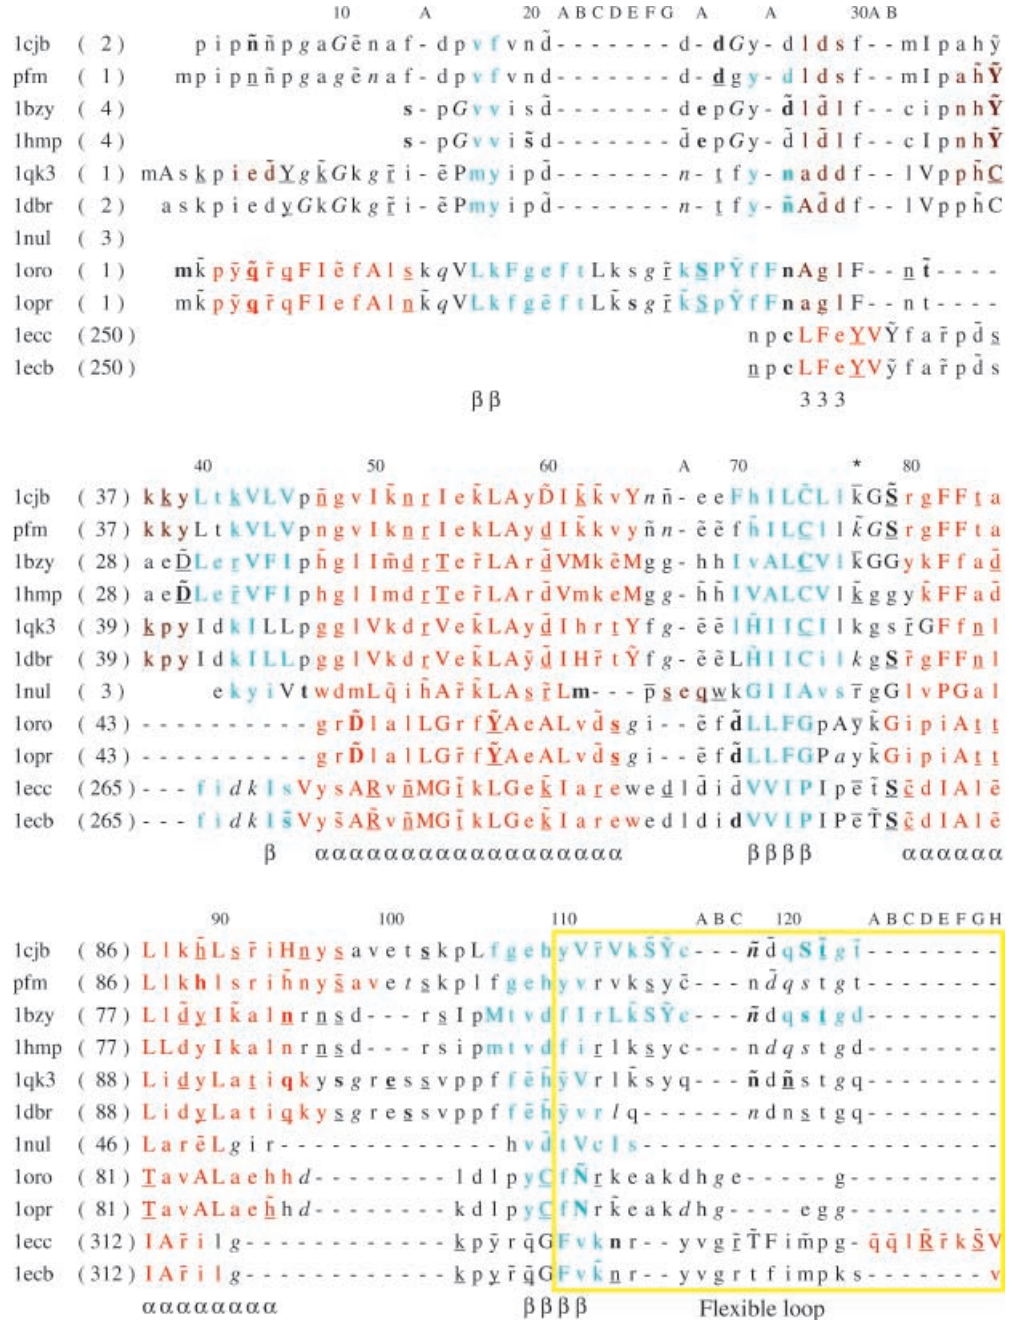 10 A 20 A B C D E F G A A 30 A B
1cjb ( 2 ) p i p ñ ñ p g a G ē n a f - d p v f v n d̄ - - - - - - - d - d G y - d l d s f - - m I p a h ỹ
pfm ( 1 ) m p i p n ñ p g a g ē n a f - d p v f v n d - - - - - - - d - d g y - d l d s f - - m I p a h̃ Ỹ
1bzy ( 4 ) s - p G v v i s d̄ - - - - - - - d e p G y - d̄ l d̄ l f - - c i p n h Ỹ
1hmp ( 4 ) s - p G v v i s̄ d - - - - - - - d̄ e p G y - d̄ l d̄ l f - - c I p n h Ỹ
1qk3 ( 1 ) m A s k p i e d̄ Y g k̄ G k g r̄ i - ē P m y i p d̄ - - - - - - - n - t f y - n a d d f - - l V p p h̄ C
1dbr ( 2 ) a s k p i e d y G k G k g r̄ i - ē P m y i p d̄ - - - - - - - n - t f y - ñ A d̄ d f - - l V p p h̄ C
1nul ( 3 )
1oro ( 1 ) m k̄ p ȳ q̃ r̄ q F I ē f A l s k q V L k F g e f t L k s g r̄ k S P Ỹ f F n A g l F - - n t̄ - - - -
1opr ( 1 ) m k̄ p ȳ q̃ r̄ q F I e f A l n k̄ q V L k f g ē f t L k̄ s g r̄ k̄ S p Ỹ f F n a g l F - - n t - - - -
1ecc ( 250 ) n p c L F e Y V Ỹ f a r̄ p d̄ s
1ecb ( 250 ) n p c L F e Y V ỹ f a r̄ p d̄ s
β β 3 3 3
40 50 60 A 70 * 80
1cjb ( 37 ) k k y L t k V L V p ñ g v I k̄ n r I e k̄ L A y D̄ I k̄ k v Y n ñ - e e F h I L C̄ L l k̄ G S̄ r g F F t a
pfm ( 37 ) k k y L t k V L V p n g v I k n r I e k̄ L A y d I k̄ k v y ñ n - ē ē f h̄ I L C l l k̄ G S r g F F t a
1bzy ( 28 ) a e D̄ L e r V F I p h̄ g l I m̄ d r T e r̄ L A r d̄ V M k ē M g g - h h I v A L C V l k̄ G G y k F f a d̄
1hmp ( 28 ) a e D̄ L e r̄ V F I p h g l I m d r T e r̄ L A r d V m k e M g g - h̄ h̄ I V A L C V l k̄ g g y k̄ F F a d̄
1qk3 ( 39 ) k p y I d k I L L p g g l V k d r V e k̄ L A y d̄ I h r t Y f g - ē ē l H̄ I I C I l k g s r̄ G F f n l
1dbr ( 39 ) k p y I d k I L L p g g l V k d r V e k̄ L A ȳ d̄ I H r̄ t Ỹ f g - ē ē L H̄ I I C i l k g S r̄ g F F n l
1nul ( 3 ) e k y i V t w d m L q̄ i h̄ A r̄ k̄ L A s r̄ L m - - - p̄ s e q w k G l I A v s r̄ g G l v P G a l
1oro ( 43 ) - - - - - - - - - - g r D̄ l a l L G r f Ỹ A e A L v d̄ s g i - - ē f d̄ L L F G p A y k̄ G i p i A t t
1opr ( 43 ) - - - - - - - - - - g r D̄ l a l L G r̄ f Ỹ A e A L v d̄ s g i - - ē f d̄ L L F G P a y k̄ G i p i A t t
1ecc ( 265 ) - - - f i d k l s V y s A R v ñ M G ī k L G e k̄ I a r e w e d l d̄ i d̄ V V I P I p ē t̄ S c̄ d I A l ē
1ecb ( 265 ) - - - f i d k l s̄ V y s̄ A R̄ v ñ M G ī k L G e k̄ I a r e w e d l d i d V V I P I P ē T̄ S c̄ d I A l ē
β α α α α α α α α α α α α α α α α α α β β β β α α α α α α
90 100 110 A B C 120 A B C D E F G H
1cjb ( 86 ) L l k h̄ L s r̄ i H n y s a v e t s k p L f g e h y V r̄ V k S̄ Ỹ c - - - ñ d̄ q S t̄ g ī - - - - - - - -
pfm ( 86 ) L l k h l s r i h̄ n y s̄ a v e t s k p l f g e h y v r v k s y c̄ - - - n d̄ q s t g t - - - - - - - -
1bzy ( 77 ) L l d̄ y I k̄ a l n r n s d - - - r s I p M t v d f I r L k̄ S Ỹ c - - - ñ d q s t g d - - - - - - - -
1hmp ( 77 ) L L d y I k a l n r n s d - - - r s i p m t v d f i r l k s y c - - - n d q s t g d - - - - - - - -
1qk3 ( 88 ) L i d y L a t i q k y s g r e s s v p p f f ē h̄ ȳ V r l k̄ s y q - - - ñ d ñ s t g q - - - - - - - -
1dbr ( 88 ) L i d y L a t i q k y s g r e s s v p p f f ē h̄ ȳ v r l q - - - - - - n d n s t g q - - - - - - - -
1nul ( 46 ) L a r ē L g i r - - - - - - - - - - - - - h v d̄ t V c l s - - - - - - - - - - - - - - - - - - - - -
1oro ( 81 ) T a v A L a e h h d - - - - - - - - - l d l p y C f N̄ r k e a k d h g e - - - - - g - - - - - - - - -
1opr ( 81 ) T a v A L a e h̄ h d - - - - - - - - - k d l p y C f N r k̄ e a k d h g - - - - e g g - - - - - - - - -
1ecc ( 312 ) I A r̄ i l g - - - - - - - - - - - - k p ȳ r q̄ G F v k n r - - y v g r̄ T̄ F i m̄ p g - q̄ q̄ l R̄ r̄ k S̄ V
1ecb ( 312 ) I A r̄ i l g - - - - - - - - - - - - k p y r̄ q̄ G F v k̄ n r - - y v g r t f i m p k s - - - - - - - v
α α α α α α α α β β β β Flexible loop